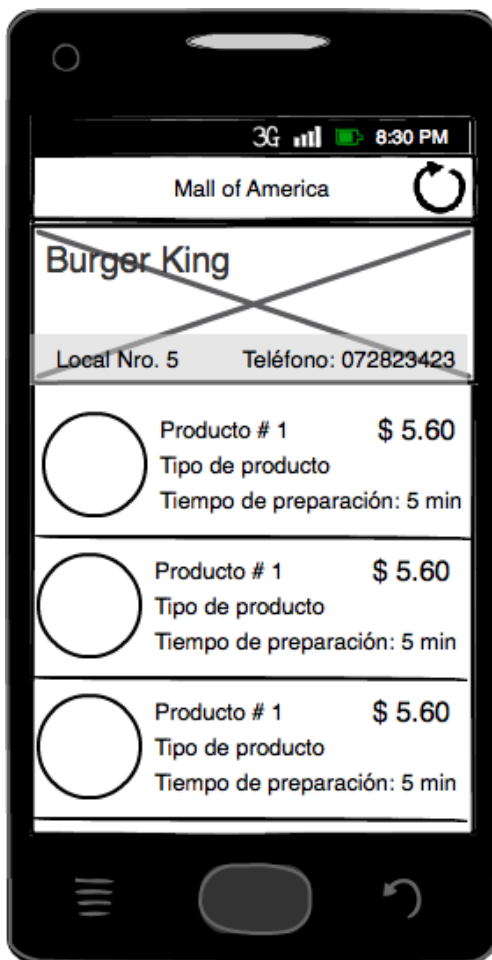 3G 8:30 PM
Mall of America
Burger King
Local Nro. 5 Teléfono: 072823423
Producto # 1 $ 5.60
Tipo de producto
Tiempo de preparación: 5 min
Producto # 1 $ 5.60
Tipo de producto
Tiempo de preparación: 5 min
Producto # 1 $ 5.60
Tipo de producto
Tiempo de preparación: 5 min